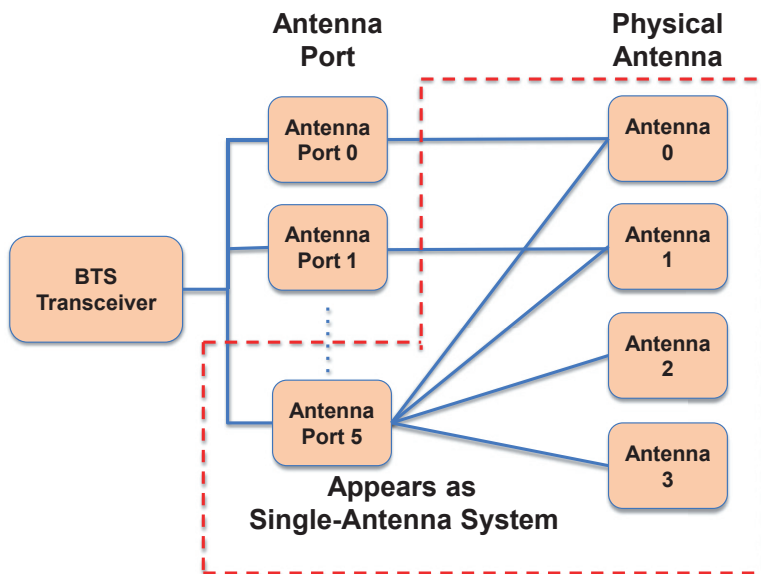 Antenna
Port
Physical
Antenna
Antenna
Port 0
Antenna
0
Antenna
Port 1
Antenna
1
BTS
Transceiver
Antenna
2
Antenna
Port 5
Antenna
3
Appears as
Single-Antenna System